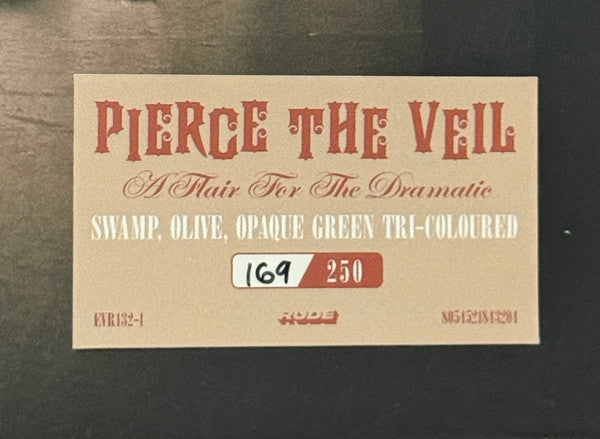 PIERCE THE VEIL
A Flair For The Dramatic
SWAMP, OLIVE, OPAQUE GREEN TRI-COLOURED
169 250
EVR132-1 RUDE 8054521843204